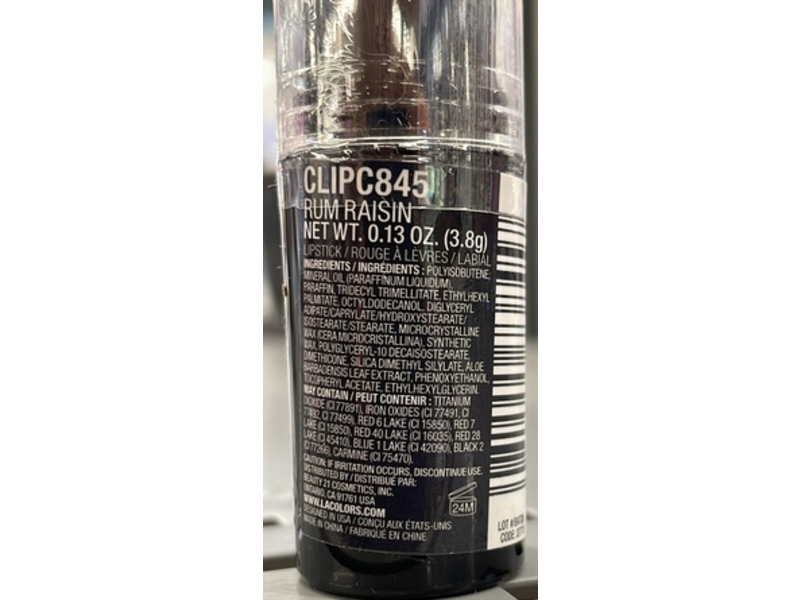 CLIPC845
RUM RAISIN
NET WT. 0.13 OZ. (3.8g)
LIPSTICK / ROUGE À LÈVRES / LABIAL
INGREDIENTS / INGRÉDIENTS : POLYISOBUTENE,
MINERAL OIL (PARAFFINUM LIQUIDUM),
PARAFFIN, TRIDECYL TRIMELLITATE, ETHYLHEXYL
PALMITATE, OCTYLDODECANOL, DIGLYCERYL
ADIPATE/CAPRYLATE/HYDROXYSTEARATE/
ISOSTEARATE/STEARATE, MICROCRYSTALLINE
WAX (CERA MICROCRISTALLINA), SYNTHETIC
WAX, POLYGLYCERYL-10 DECAISOSTEARATE,
DIMETHICONE, SILICA DIMETHYL SILYLATE, ALOE
BARBADENSIS LEAF EXTRACT, PHENOXYETHANOL,
TOCOPHERYL ACETATE, ETHYLHEXYLGLYCERIN.
MAY CONTAIN / PEUT CONTENIR : TITANIUM
DIOXIDE (CI 77891), IRON OXIDES (CI 77491, CI
77492, CI 77499), RED 6 LAKE (CI 15850), RED 7
LAKE (CI 15850), RED 40 LAKE (CI 16035), RED 28
LAKE (CI 45410), BLUE 1 LAKE (CI 42090), BLACK 2
(CI 77266), CARMINE (CI 75470).
CAUTION: IF IRRITATION OCCURS, DISCONTINUE USE.
DISTRIBUTED BY / DISTRIBUÉ PAR:
BEAUTY 21 COSMETICS, INC.
ONTARIO, CA 91761 USA
WWW.LACOLORS.COM
DESIGNED IN USA / CONÇU AUX ÉTATS-UNIS
MADE IN CHINA / FABRIQUÉ EN CHINE
24M
LOT #
CODE: